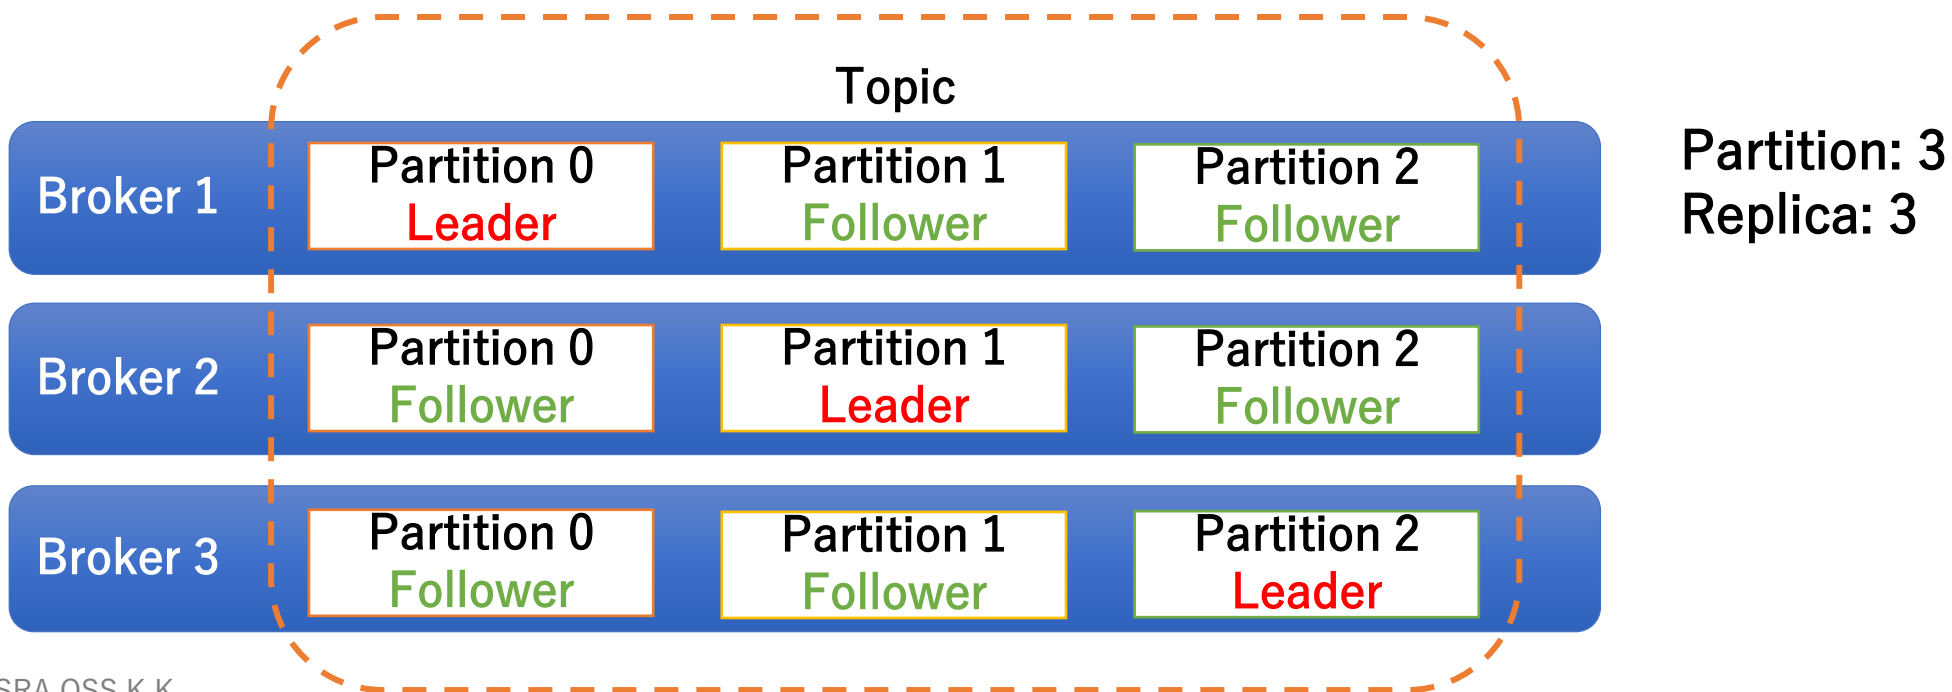 Topic
Broker 1
Partition 0
Leader
Partition 1
Follower
Partition 2
Follower
Partition: 3
Replica: 3
Broker 2
Partition 0
Follower
Partition 1
Leader
Partition 2
Follower
Broker 3
Partition 0
Follower
Partition 1
Follower
Partition 2
Leader
SRA OSS K.K.